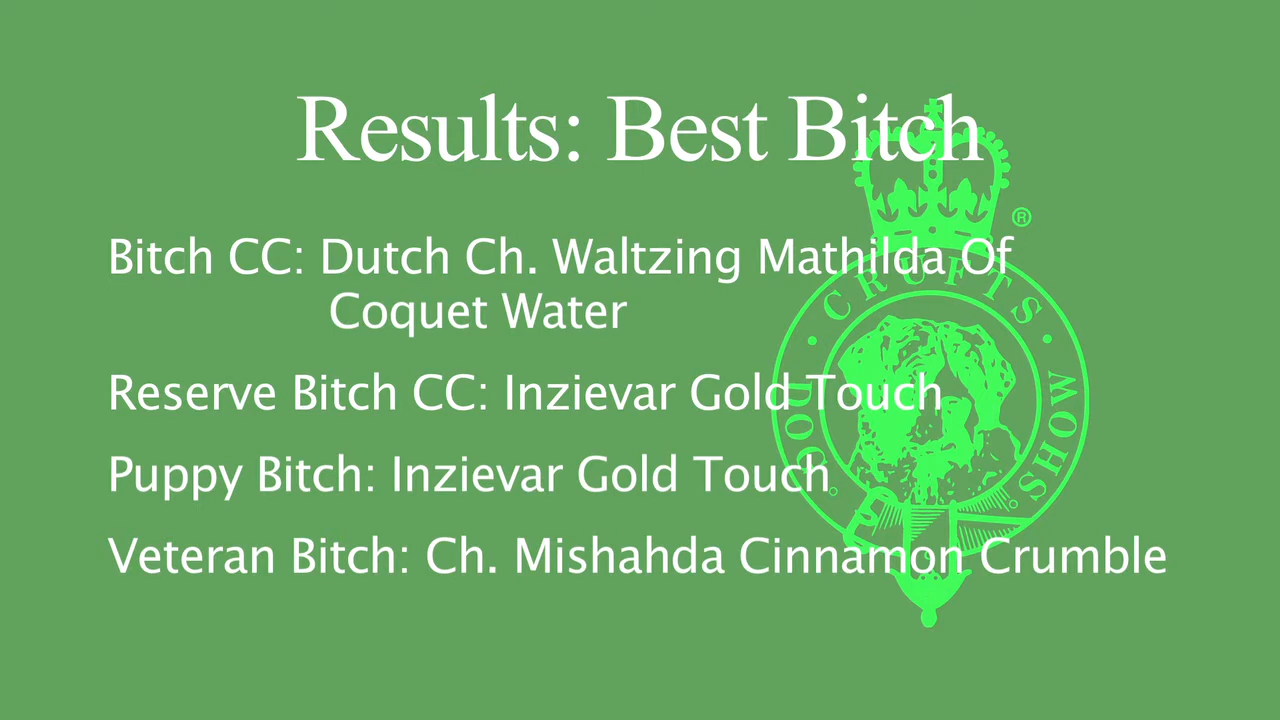 Results: Best Bitch
®
Bitch CC: Dutch Ch. Waltzing Mathilda Of
Coquet Water
Reserve Bitch CC: Inzievar Gold Touch
Puppy Bitch: Inzievar Gold Touch
Veteran Bitch: Ch. Mishahda Cinnamon Crumble
· CRUFTS ·
DOG SHOW